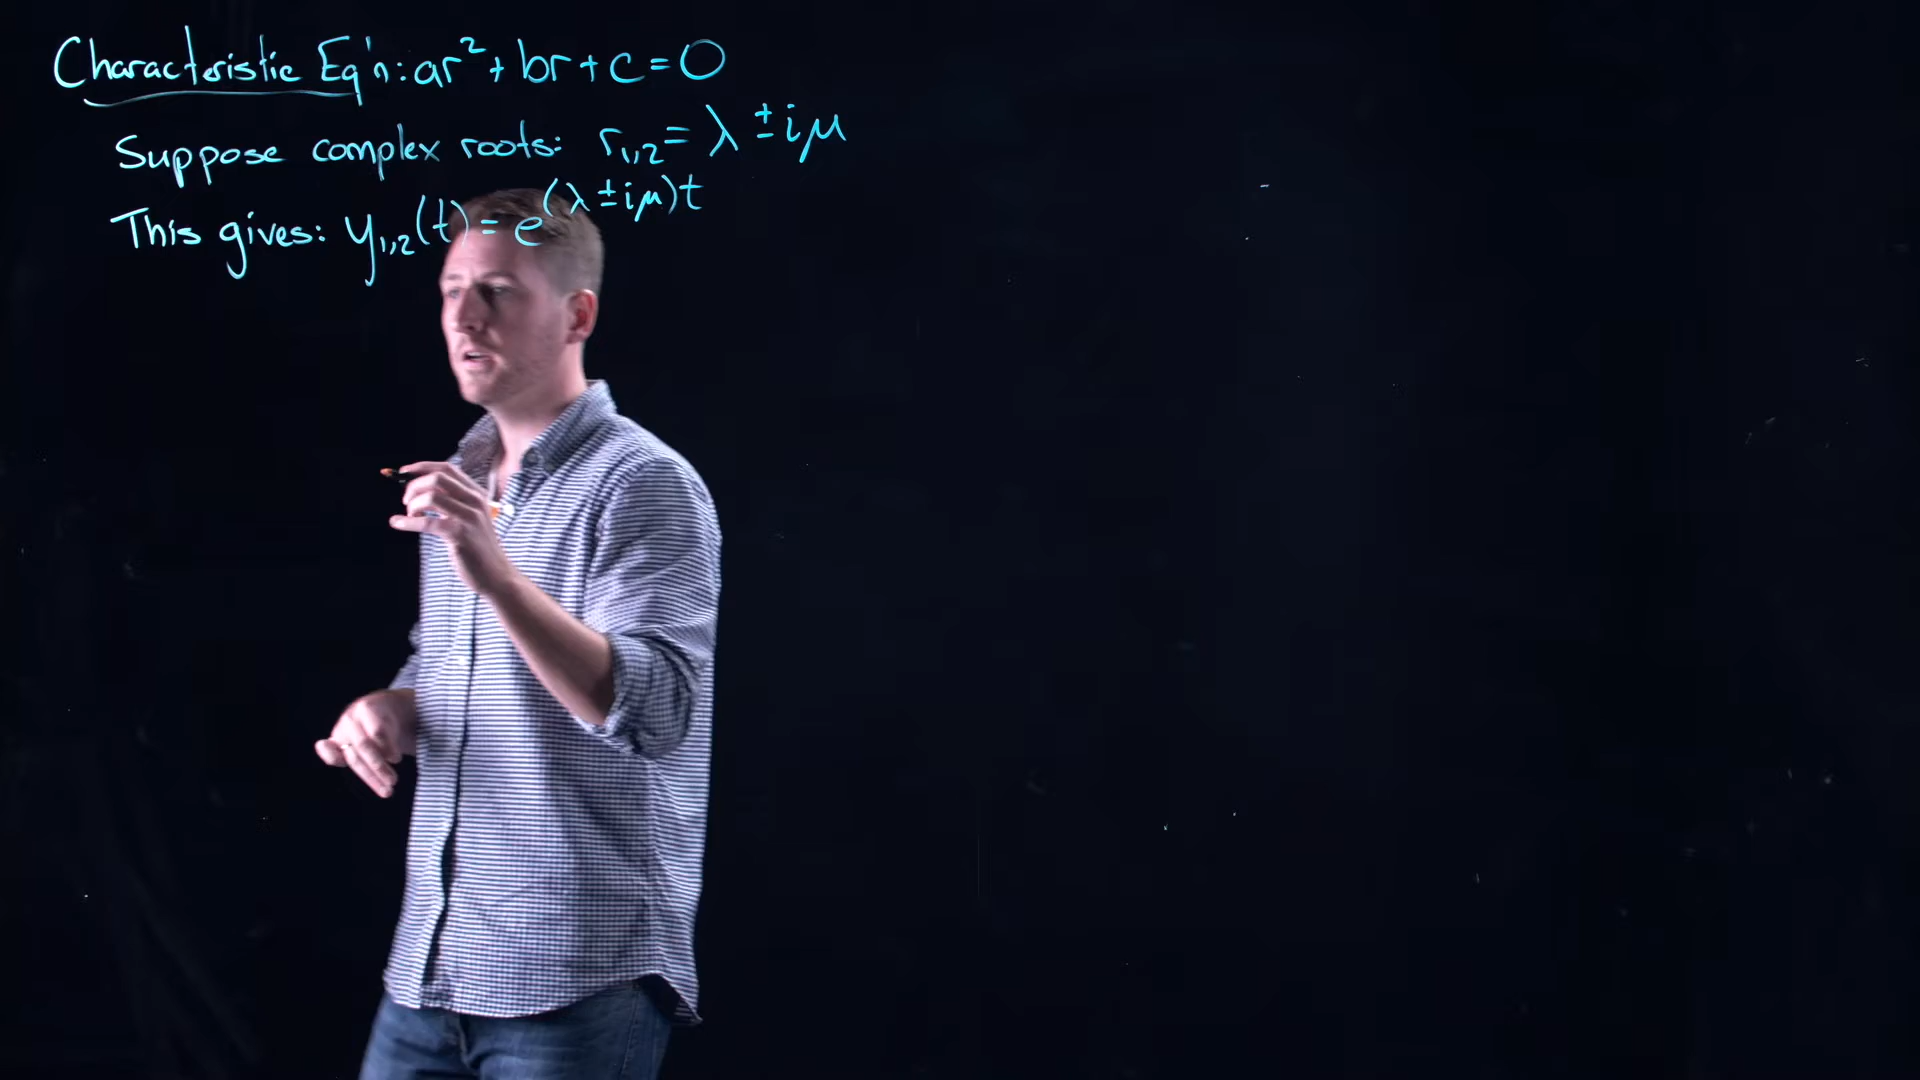 Characteristic Eq'n: ar² + br + c = 0
Suppose complex roots: r₁,₂ = λ ± iμ
This gives: y₁,₂(t) = e^(λ ± iμ)t